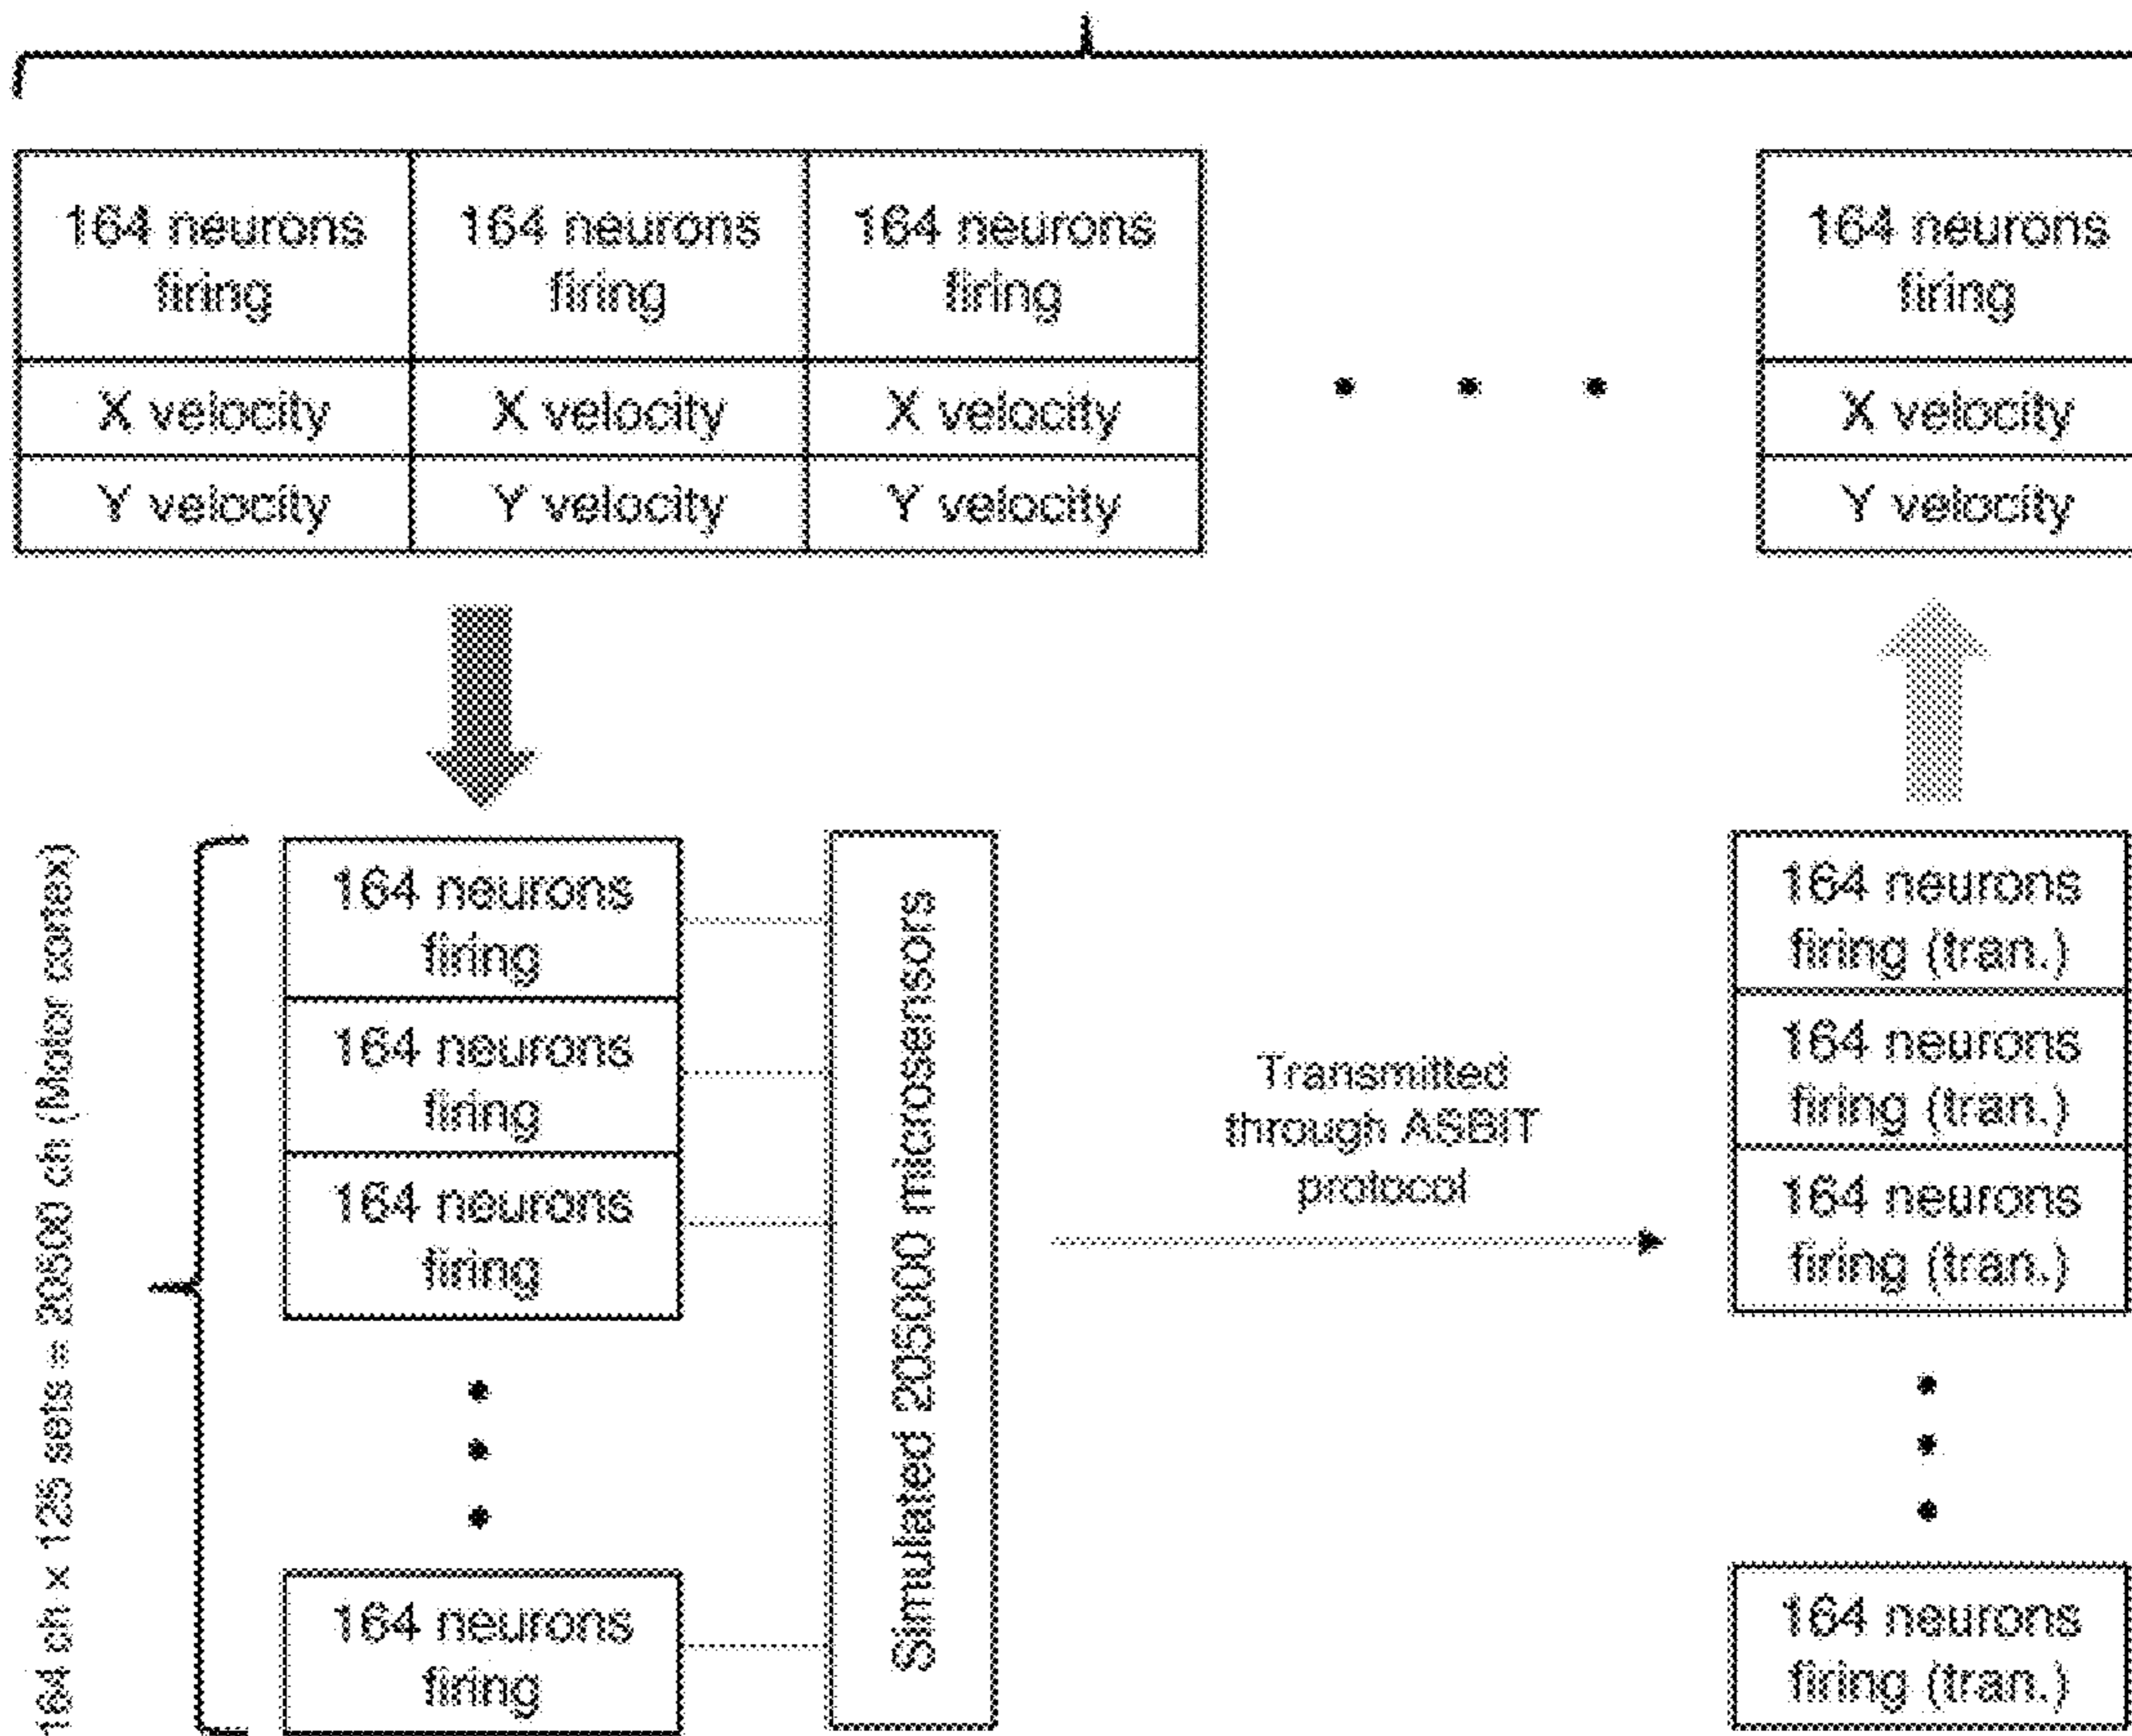 164 neurons
firing
X velocity
Y velocity
164 neurons
firing
X velocity
Y velocity
164 neurons
firing
X velocity
Y velocity
164 neurons
firing
X velocity
Y velocity
164 ch × 125 sets = 20500 ch (Motor cortex)
164 neurons
firing
164 neurons
firing
164 neurons
firing
164 neurons
firing
Simulated 205000 microsensors
Transmitted
through ASBIT
protocol
164 neurons
firing (tran.)
164 neurons
firing (tran.)
164 neurons
firing (tran.)
164 neurons
firing (tran.)